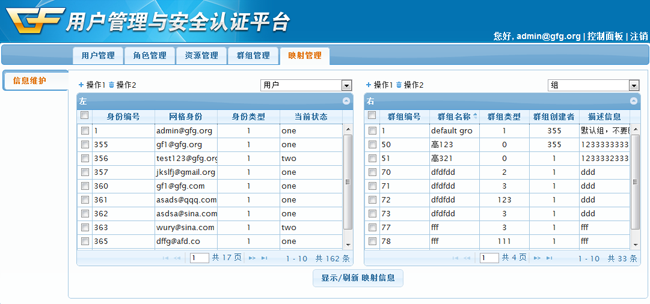 GF 用户管理与安全认证平台
您好, admin@gfg.org | 控制面板 | 注销
用户管理 角色管理 资源管理 群组管理 映射管理
信息维护
操作1 操作2 用户
左
身份编号 网格身份 身份类型 当前状态
1 admin@gfg.org 1 one
355 gf1@gfg.org 1 one
356 test123@gfg.org 1 two
357 jkslfj@gmail.org 1 one
360 gf1@gfg.com 1 one
361 asads@qqq.com 1 one
362 asdsa@sina.com 1 one
363 wury@sina.com 1 two
365 dffg@afd.co 1 one
1 共 17 页 1 - 10 共 162 条
操作1 操作2 组
右
群组编号 群组名称 群组类型 群组创建者 描述信息
1 default gro 1 355 默认组，不要删
50 高123 0 355 1233333333
51 高321 0 1 1233332333
70 dfdfdd 2 1 ddd
71 dfdfdd 3 1 ddd
72 dfdfdd 123 1 ddd
73 dfdfdd 3 1 ddd
77 fff 3 1 fff
78 fff 111 1 fff
1 共 4 页 1 - 10 共 33 条
显示/刷新 映射信息